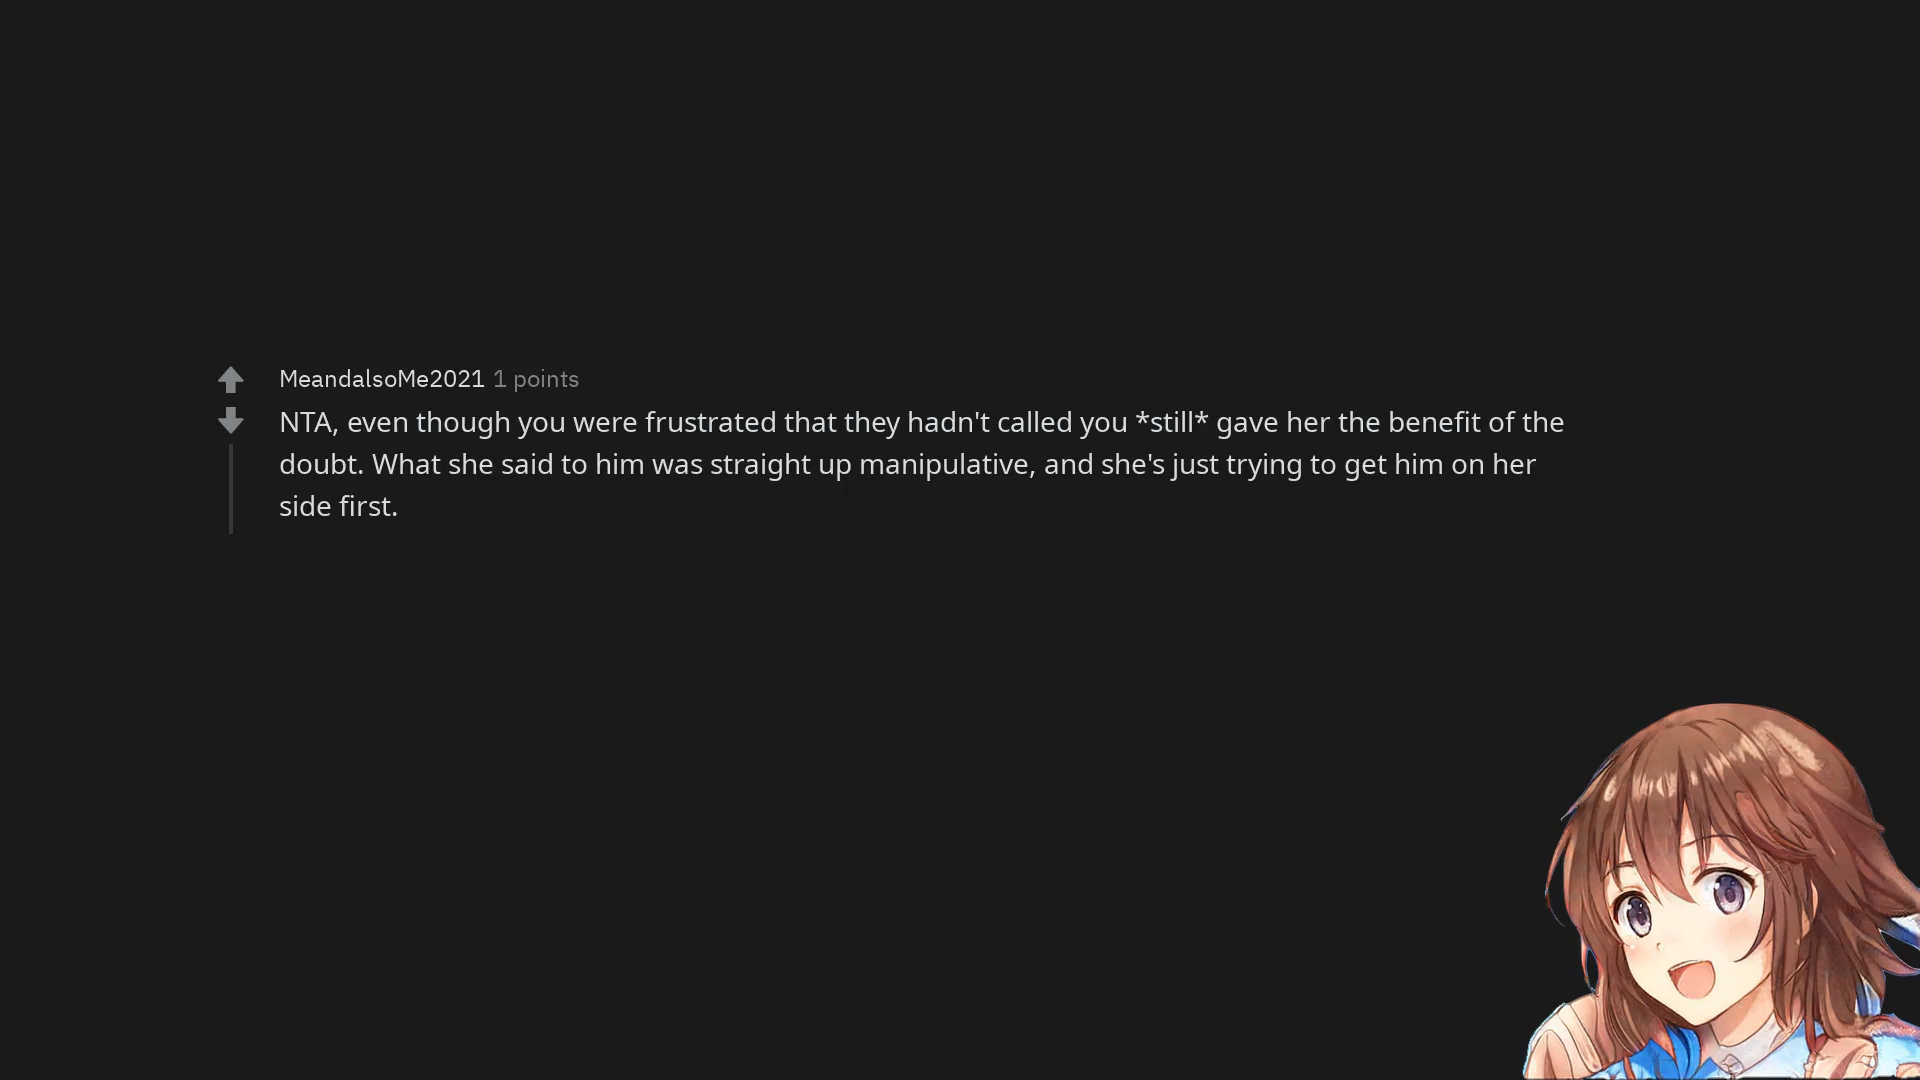 MeandalsoMe2021 1 points
NTA, even though you were frustrated that they hadn't called you *still* gave her the benefit of the
doubt. What she said to him was straight up manipulative, and she's just trying to get him on her
side first.